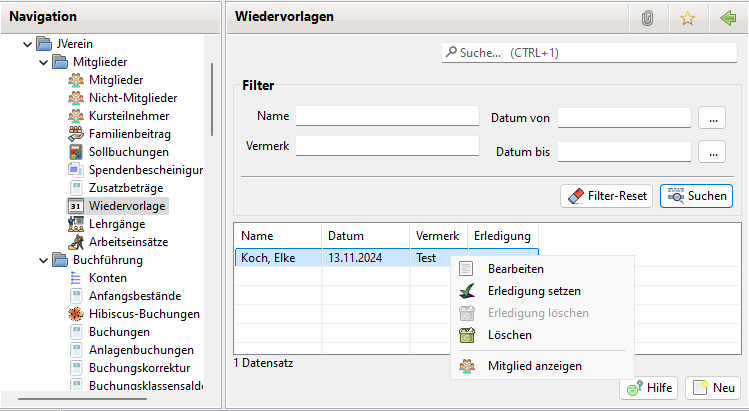 Navigation
JVerein
Mitglieder
Mitglieder
Nicht-Mitglieder
Kursteilnehmer
Familienbeitrag
Sollbuchungen
Spendenbescheinigur
Zusatzbeträge
31 Wiedervorlage
Lehrgänge
Arbeitseinsätze
Buchführung
Konten
Anfangsbestände
Hibiscus-Buchungen
Buchungen
Anlagenbuchungen
Buchungskorrektur
Buchungsklassensalde
Wiedervorlagen
Suche... (CTRL+1)
Filter
Name
Datum von ...
Vermerk
Datum bis ...
Filter-Reset Suchen
Name Datum Vermerk Erledigung
Koch, Elke 13.11.2024 Test
Bearbeiten
Erledigung setzen
Erledigung löschen
Löschen
Mitglied anzeigen
1 Datensatz
Hilfe Neu